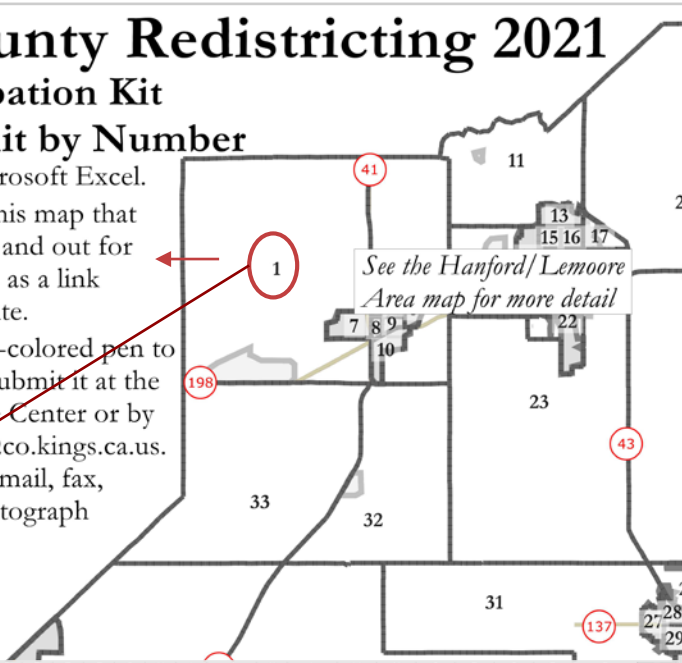 unty Redistricting 2021
pation Kit
it by Number
rosoft Excel.
his map that
and out for
as a link
te.
-colored pen to
ubmit it at the
Center or by
co.kings.ca.us.
mail, fax,
tograph
41
11
2
13
15 16 17
1
See the Hanford/Lemoore
Area map for more detail
7 8 9
22
10
198
23
43
33
32
31
137
27 28
29